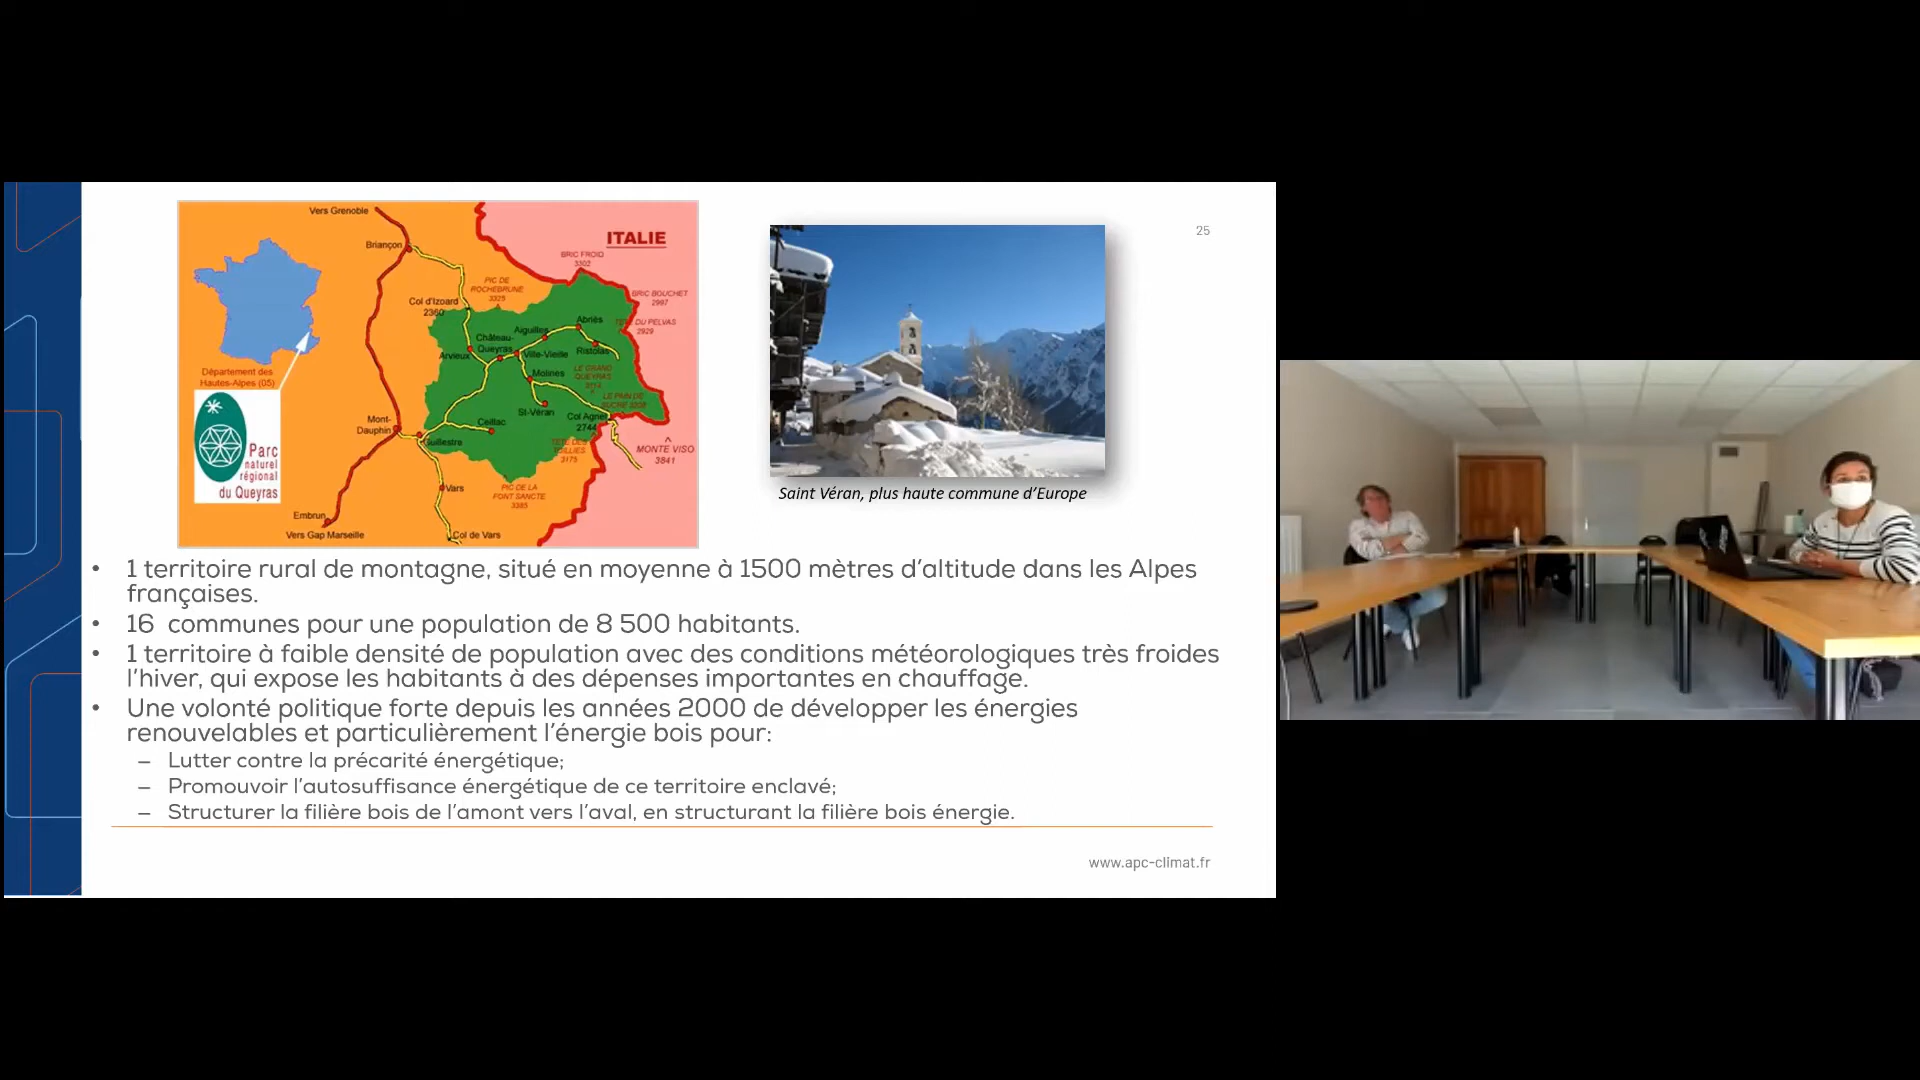 Vers Grenoble
ITALIE
Briançon
BRIC FROID
3302
PIC DE
ROCHEBRUNE
3325
BRIC BOUCHET
2997
Col d'Izoard
2360
Abriès
TETE DU PELVAS
2929
Aiguilles
Château-
Queyras
Ville-Vieille
Ristolas
Arvieux
Département des
Hautes-Alpes (05)
Molines
LE GRAND
QUEYRAS
LE PAIN DE
SUCRE
St-Véran
Col Agnel
2744
Mont-
Dauphin
Ceillac
Guillestre
3175
MONTE VISO
3841
Parc
naturel
régional
du Queyras
Vars
PIC DE LA
FONT SANCTE
3385
Embrun
Vers Gap Marseille
Col de Vars
25
Saint Véran, plus haute commune d’Europe
• 1 territoire rural de montagne, situé en moyenne à 1500 mètres d’altitude dans les Alpes
françaises.
• 16 communes pour une population de 8 500 habitants.
• 1 territoire à faible densité de population avec des conditions météorologiques très froides
l’hiver, qui expose les habitants à des dépenses importantes en chauffage.
• Une volonté politique forte depuis les années 2000 de développer les énergies
renouvelables et particulièrement l’énergie bois pour:
– Lutter contre la précarité énergétique;
– Promouvoir l’autosuffisance énergétique de ce territoire enclavé;
– Structurer la filière bois de l’amont vers l’aval, en structurant la filière bois énergie.
www.apc-climat.fr